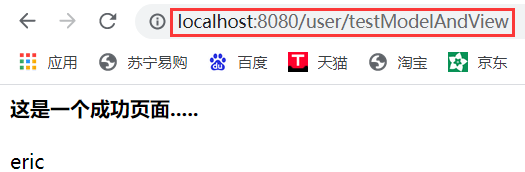 localhost:8080/user/testModelAndView
应用 苏宁易购 百度 天猫 淘宝 京东
这是一个成功页面.....
eric